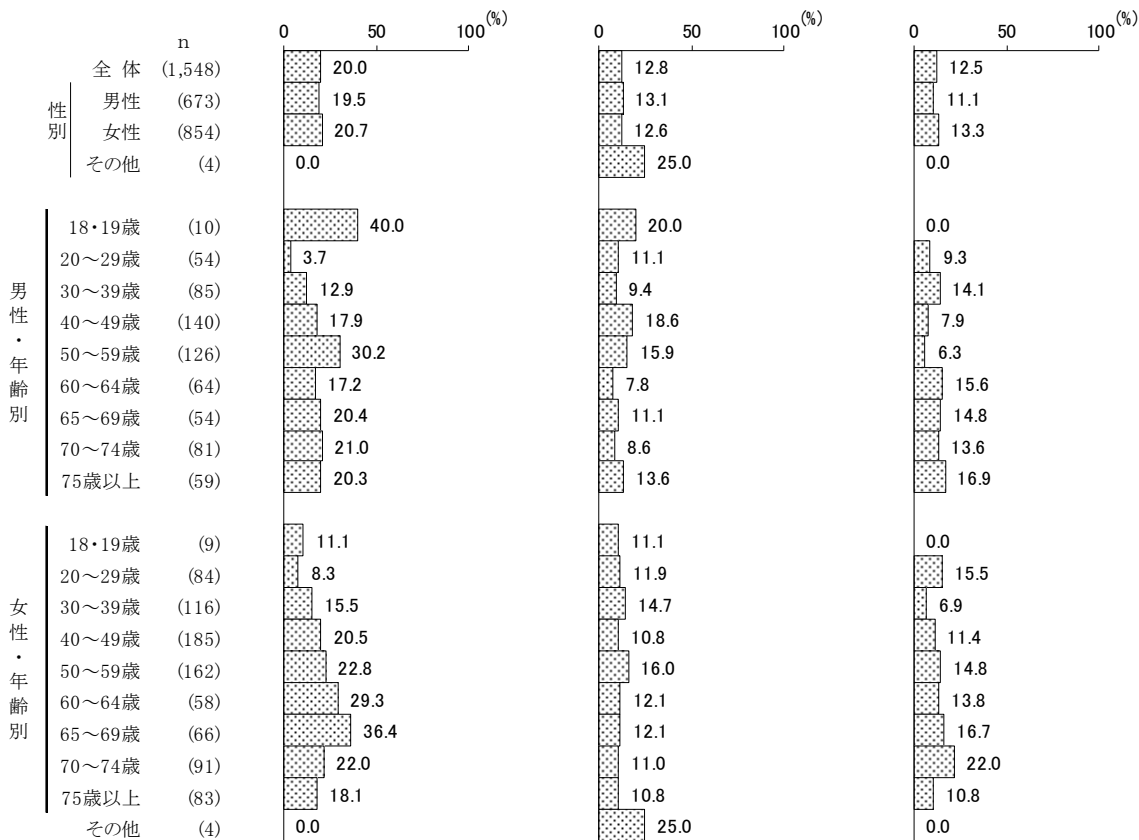 (%) (%) (%)
0 50 100 0 50 100 0 50 100
n
全 体 (1,548) 20.0 12.8 12.5
性別
男性 (673) 19.5 13.1 11.1
女性 (854) 20.7 12.6 13.3
その他 (4) 0.0 25.0 0.0
男性・年齢別
18・19歳 (10) 40.0 20.0 0.0
20～29歳 (54) 3.7 11.1 9.3
30～39歳 (85) 12.9 9.4 14.1
40～49歳 (140) 17.9 18.6 7.9
50～59歳 (126) 30.2 15.9 6.3
60～64歳 (64) 17.2 7.8 15.6
65～69歳 (54) 20.4 11.1 14.8
70～74歳 (81) 21.0 8.6 13.6
75歳以上 (59) 20.3 13.6 16.9
女性・年齢別
18・19歳 (9) 11.1 11.1 0.0
20～29歳 (84) 8.3 11.9 15.5
30～39歳 (116) 15.5 14.7 6.9
40～49歳 (185) 20.5 10.8 11.4
50～59歳 (162) 22.8 16.0 14.8
60～64歳 (58) 29.3 12.1 13.8
65～69歳 (66) 36.4 12.1 16.7
70～74歳 (91) 22.0 11.0 22.0
75歳以上 (83) 18.1 10.8 10.8
その他 (4) 0.0 25.0 0.0